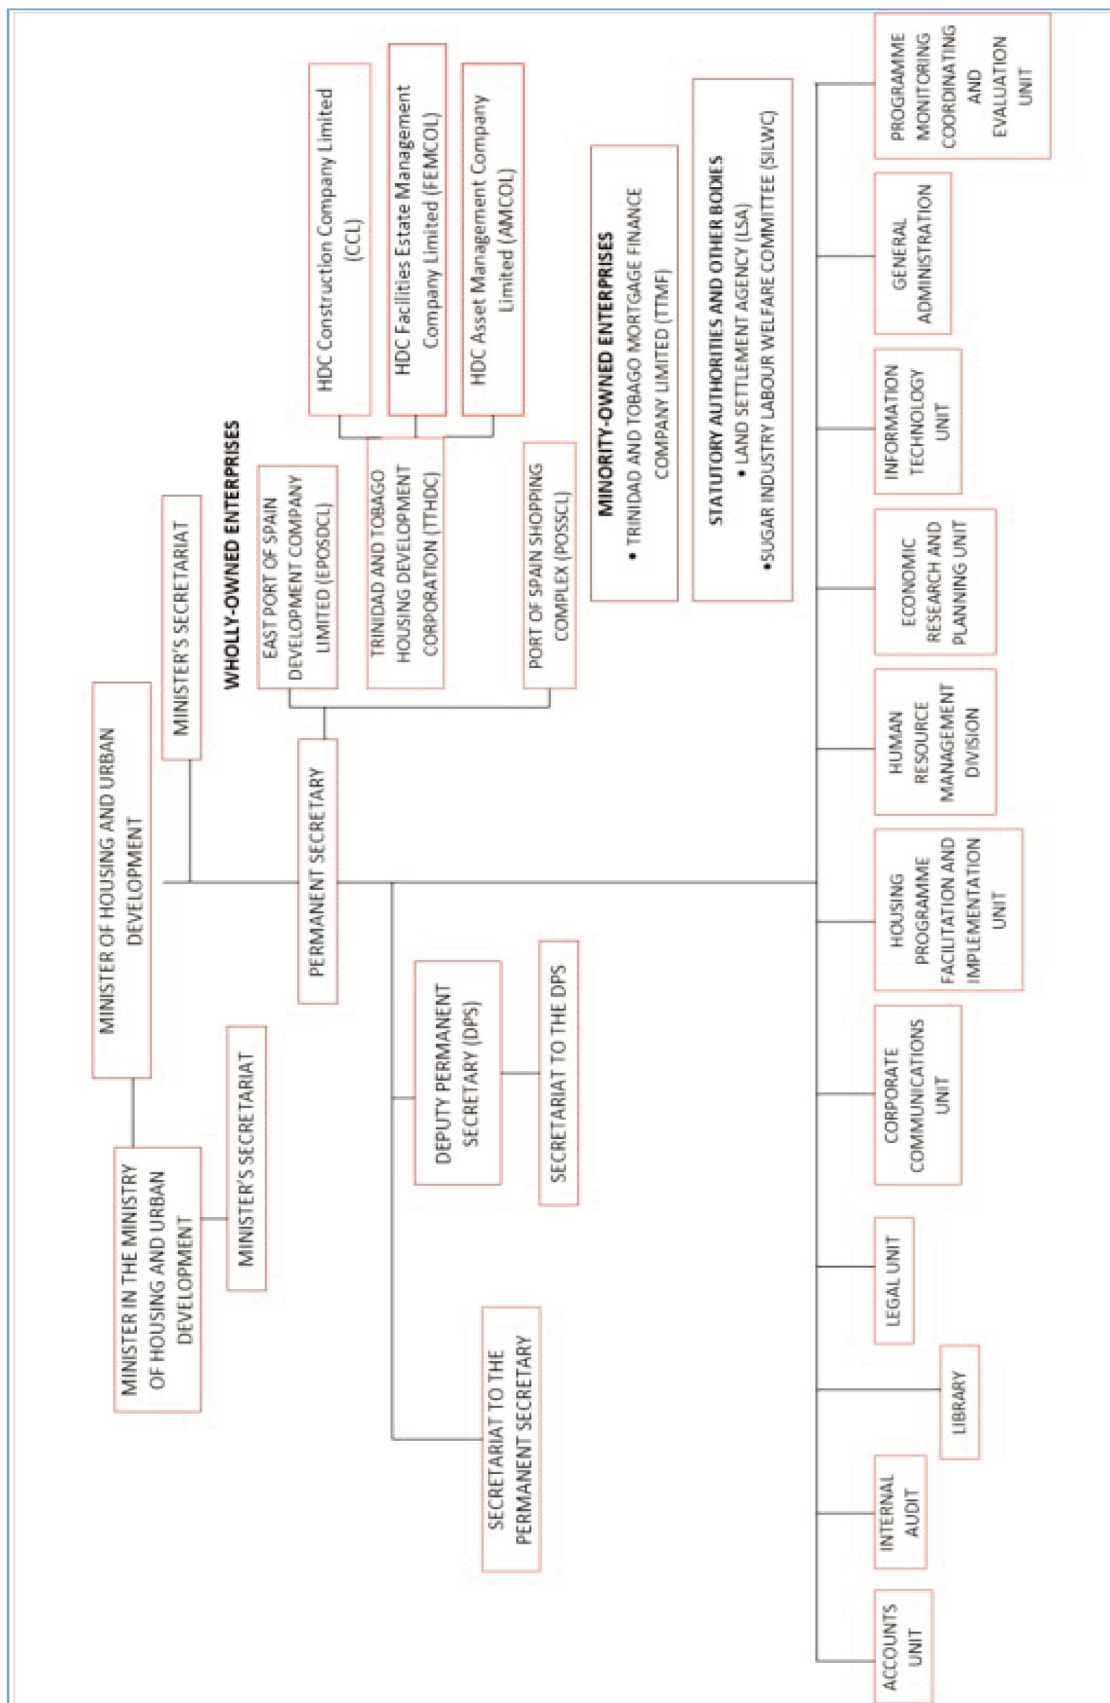 MINISTER OF HOUSING AND URBAN
DEVELOPMENT
MINISTER IN THE MINISTRY
OF HOUSING AND URBAN
DEVELOPMENT
MINISTER'S SECRETARIAT
MINISTER'S SECRETARIAT
PERMANENT SECRETARY
WHOLLY-OWNED ENTERPRISES
EAST PORT OF SPAIN
DEVELOPMENT COMPANY
LIMITED (EPOSDCL)
TRINIDAD AND TOBAGO
HOUSING DEVELOPMENT
CORPORATION (TTHDC)
PORT OF SPAIN SHOPPING
COMPLEX (POSSCL)
HDC Construction Company Limited
(CCL)
HDC Facilities Estate Management
Company Limited (FEMCOL)
HDC Asset Management Company
Limited (AMCOL)
DEPUTY PERMANENT
SECRETARY (DPS)
SECRETARIAT TO THE DPS
SECRETARIAT TO THE
PERMANENT SECRETARY
MINORITY-OWNED ENTERPRISES
• TRINIDAD AND TOBAGO MORTGAGE FINANCE
COMPANY LIMITED (TTMF)
STATUTORY AUTHORITIES AND OTHER BODIES
• LAND SETTLEMENT AGENCY (LSA)
•SUGAR INDUSTRY LABOUR WELFARE COMMITTEE (SILWC)
ACCOUNTS
UNIT
INTERNAL
AUDIT
LIBRARY
LEGAL UNIT
CORPORATE
COMMUNICATIONS
UNIT
HOUSING
PROGRAMME
FACILITATION AND
IMPLEMENTATION
UNIT
HUMAN
RESOURCE
MANAGEMENT
DIVISION
ECONOMIC
RESEARCH AND
PLANNING UNIT
INFORMATION
TECHNOLOGY
UNIT
GENERAL
ADMINISTRATION
PROGRAMME
MONITORING
COORDINATING
AND
EVALUATION
UNIT